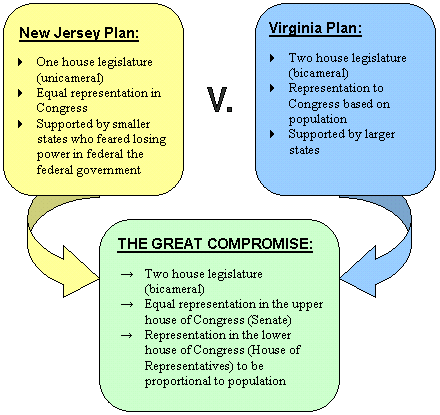 New Jersey Plan:
One house legislature
(unicameral)
Equal representation in
Congress
Supported by smaller
states who feared losing
power in federal the
federal government
V.
Virginia Plan:
Two house legislature
(bicameral)
Representation to
Congress based on
population
Supported by larger
states
THE GREAT COMPROMISE:
→ Two house legislature
(bicameral)
→ Equal representation in the upper
house of Congress (Senate)
→ Representation in the lower
house of Congress (House of
Representatives) to be
proportional to population